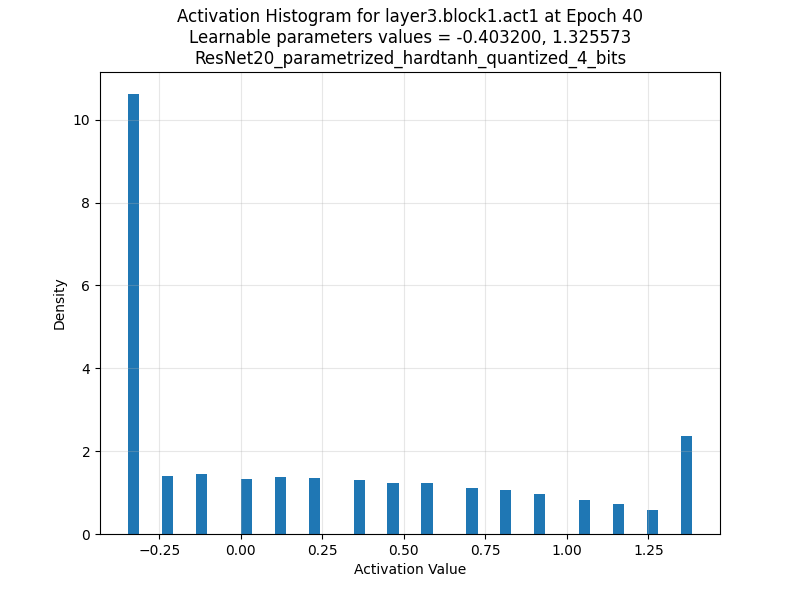 Activation Histogram for layer3.block1.act1 at Epoch 40
Learnable parameters values = -0.403200, 1.325573
ResNet20_parametrized_hardtanh_quantized_4_bits
Density
10
8
6
4
2
0
−0.25
0.00
0.25
0.50
0.75
1.00
1.25
Activation Value